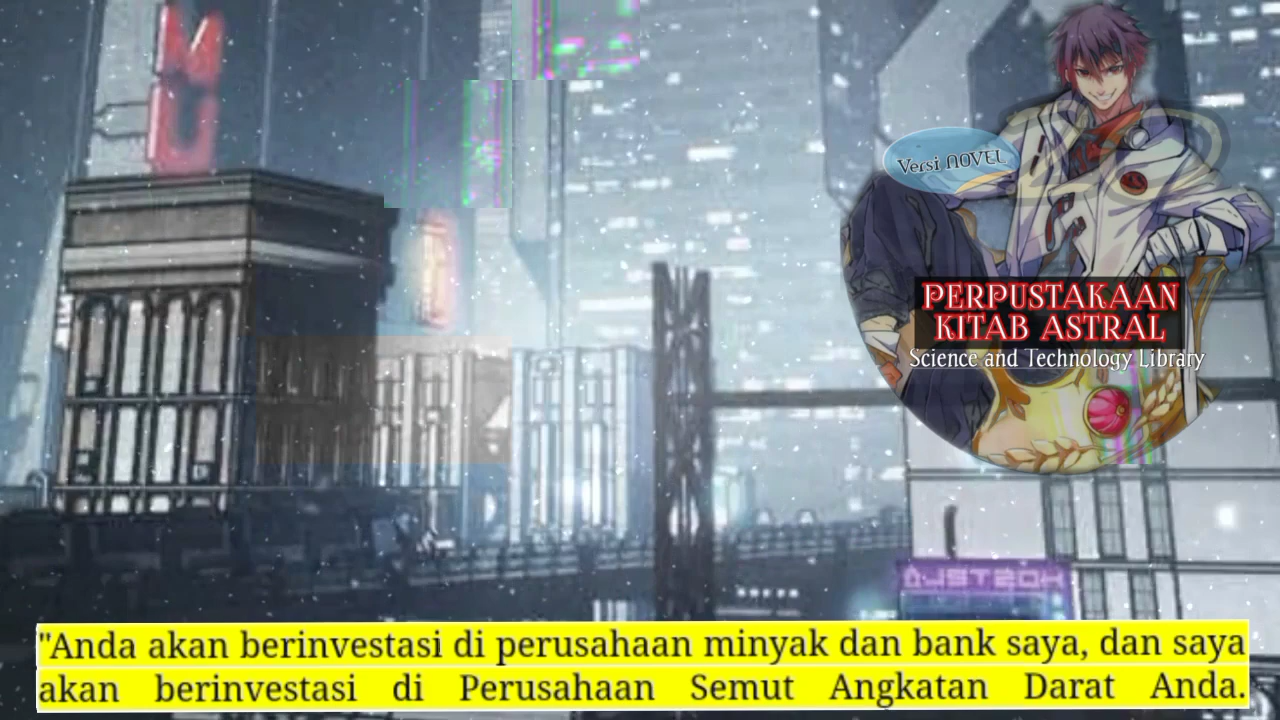 M
U
Versi NOVEL
PERPUSTAKAAN
KITAB ASTRAL
Science and Technology Library
"Anda akan berinvestasi di perusahaan minyak dan bank saya, dan saya
akan berinvestasi di Perusahaan Semut Angkatan Darat Anda.